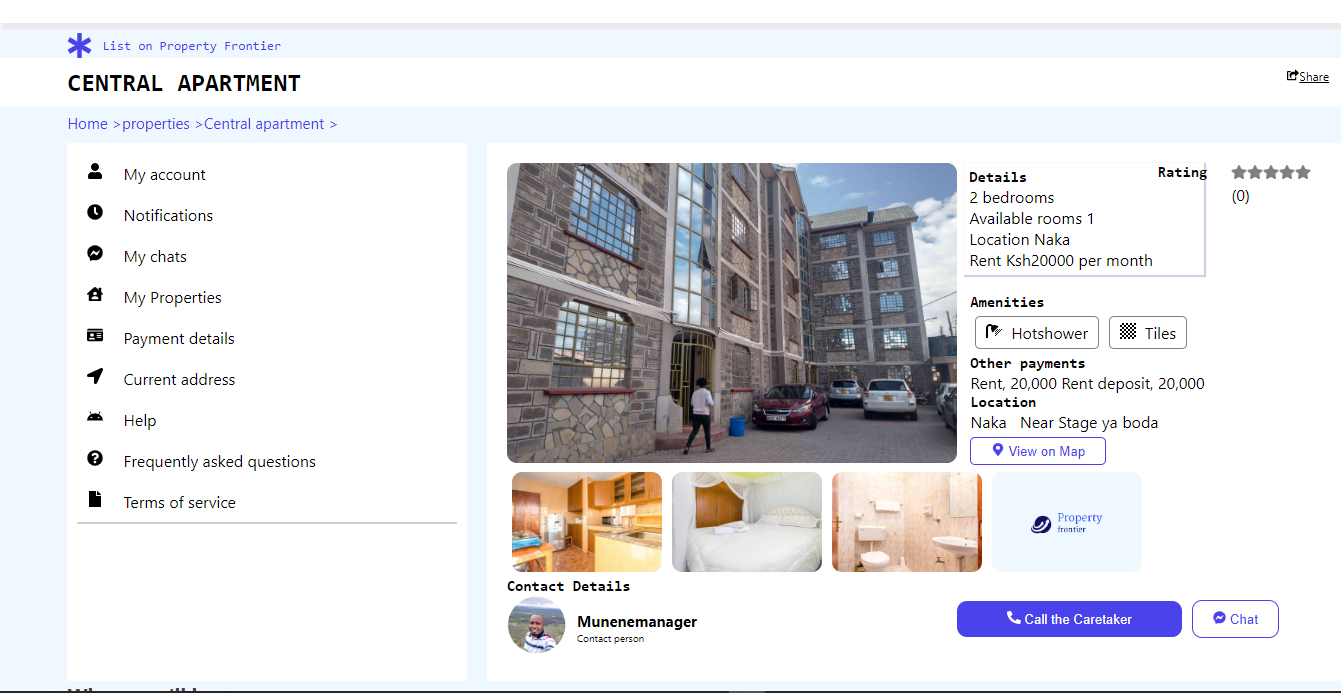 List on Property Frontier
CENTRAL APARTMENT
Share
Home >properties >Central apartment >
My account
Notifications
My chats
My Properties
Payment details
Current address
Help
Frequently asked questions
Terms of service
Details
Rating
2 bedrooms
Available rooms 1
Location Naka
Rent Ksh20000 per month
(0)
Amenities
Hotshower
Tiles
Other payments
Rent, 20,000 Rent deposit, 20,000
Location
Naka Near Stage ya boda
View on Map
Property
frontier
Contact Details
Munenemanager
Contact person
Call the Caretaker
Chat